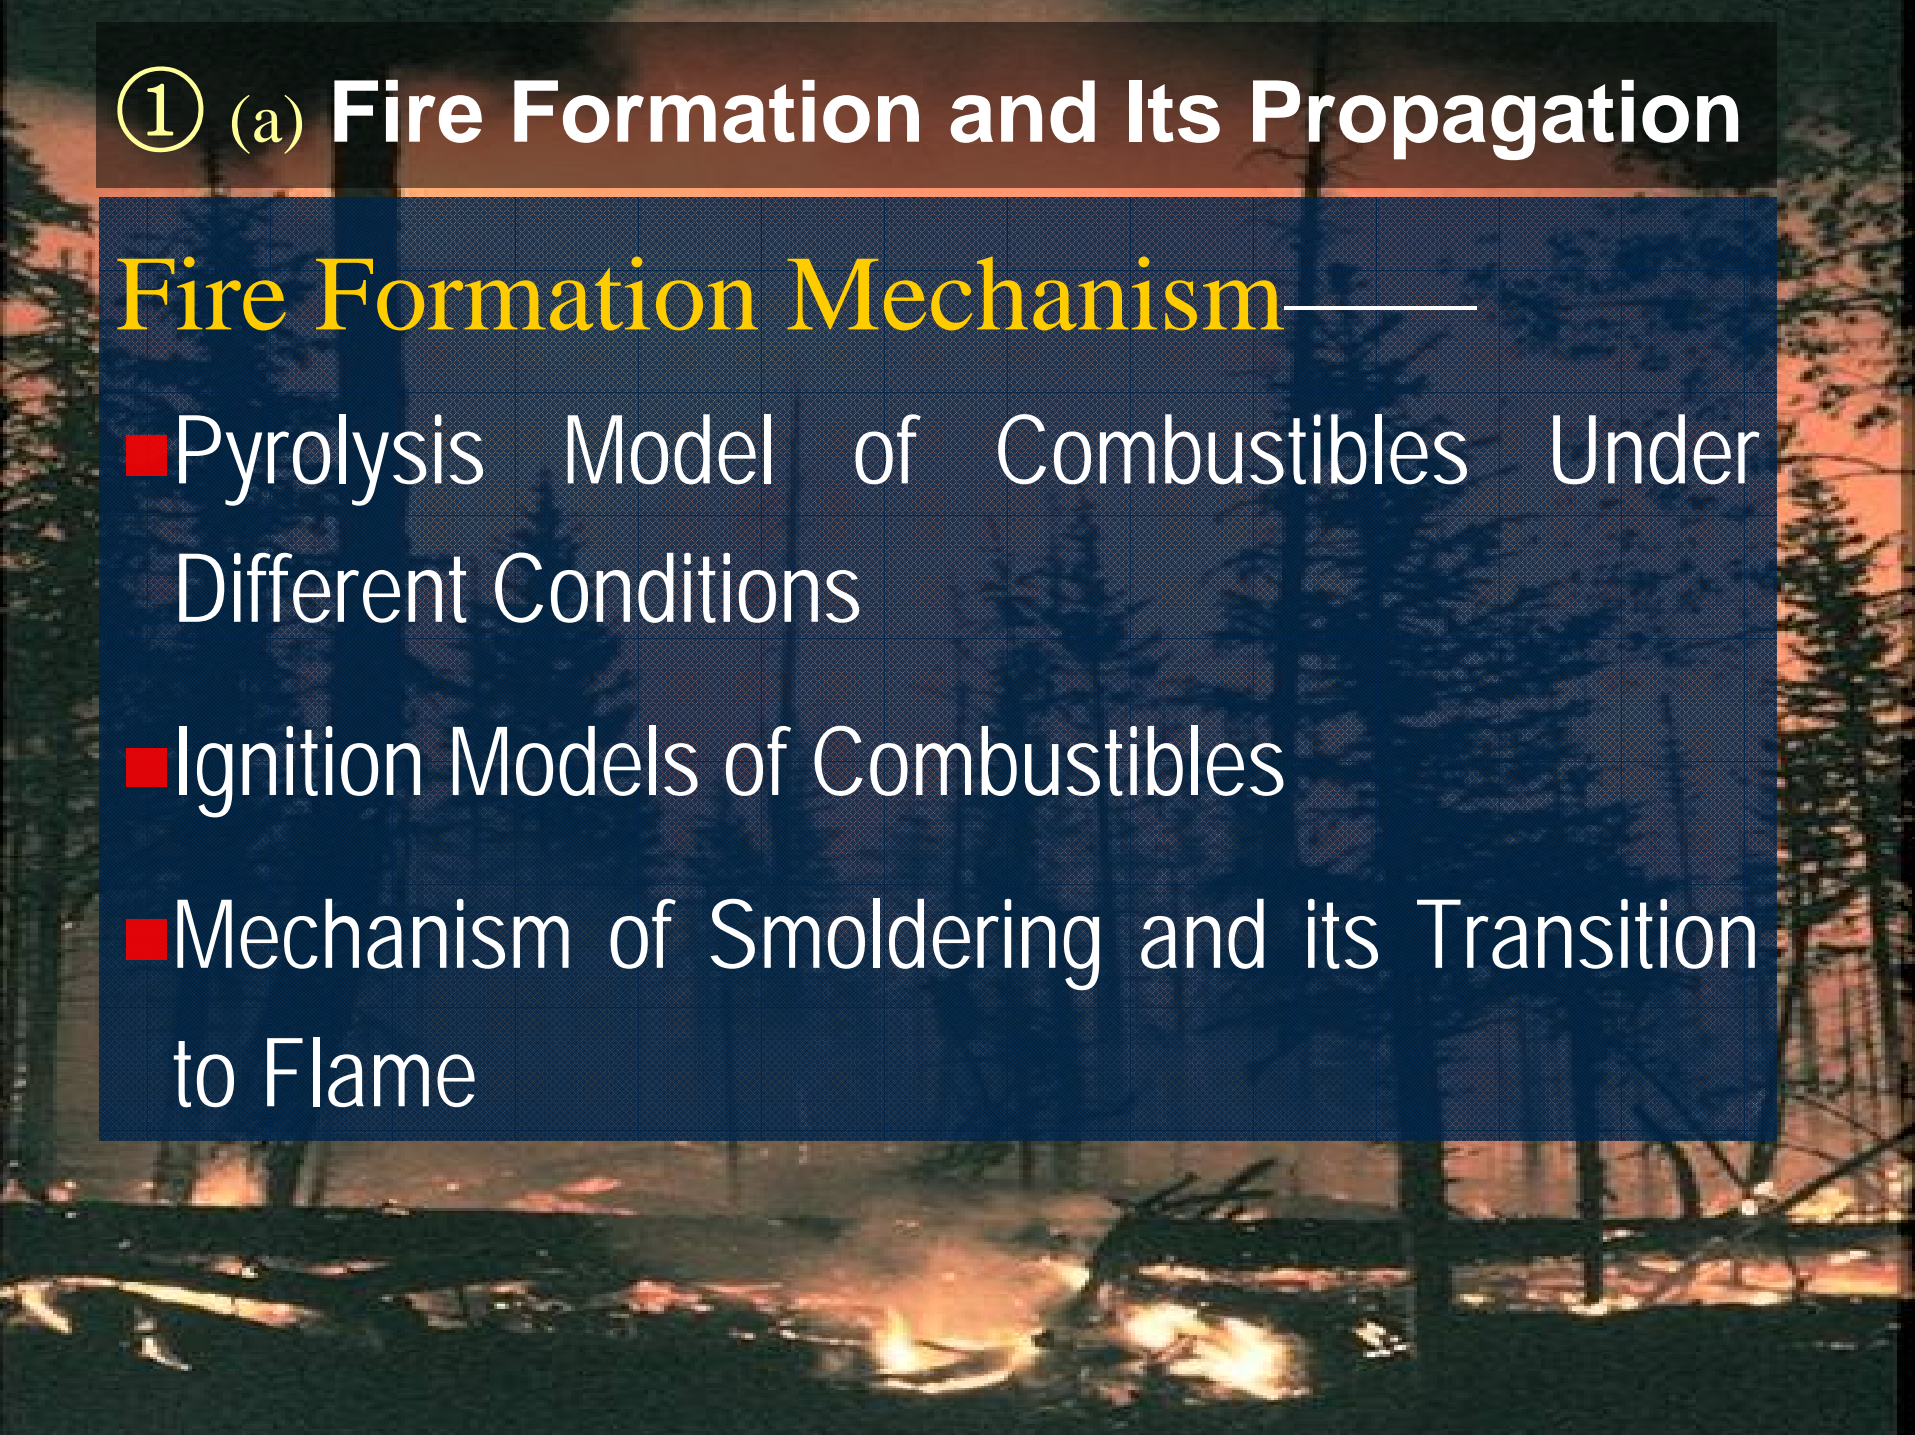 ① (a) Fire Formation and Its Propagation
Fire Formation Mechanism——
■Pyrolysis Model of Combustibles Under
Different Conditions
■Ignition Models of Combustibles
■Mechanism of Smoldering and its Transition
to Flame